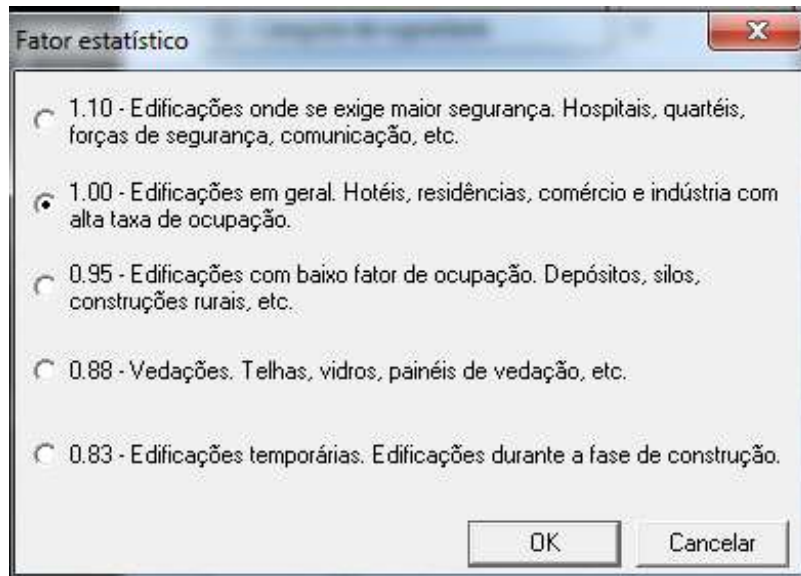 Fator estatístico
1.10 - Edificações onde se exige maior segurança. Hospitais, quartéis,
forças de segurança, comunicação, etc.
1.00 - Edificações em geral. Hotéis, residências, comércio e indústria com
alta taxa de ocupação.
0.95 - Edificações com baixo fator de ocupação. Depósitos, silos,
construções rurais, etc.
0.88 - Vedações. Telhas, vidros, painéis de vedação, etc.
0.83 - Edificações temporárias. Edificações durante a fase de construção.
OK Cancelar